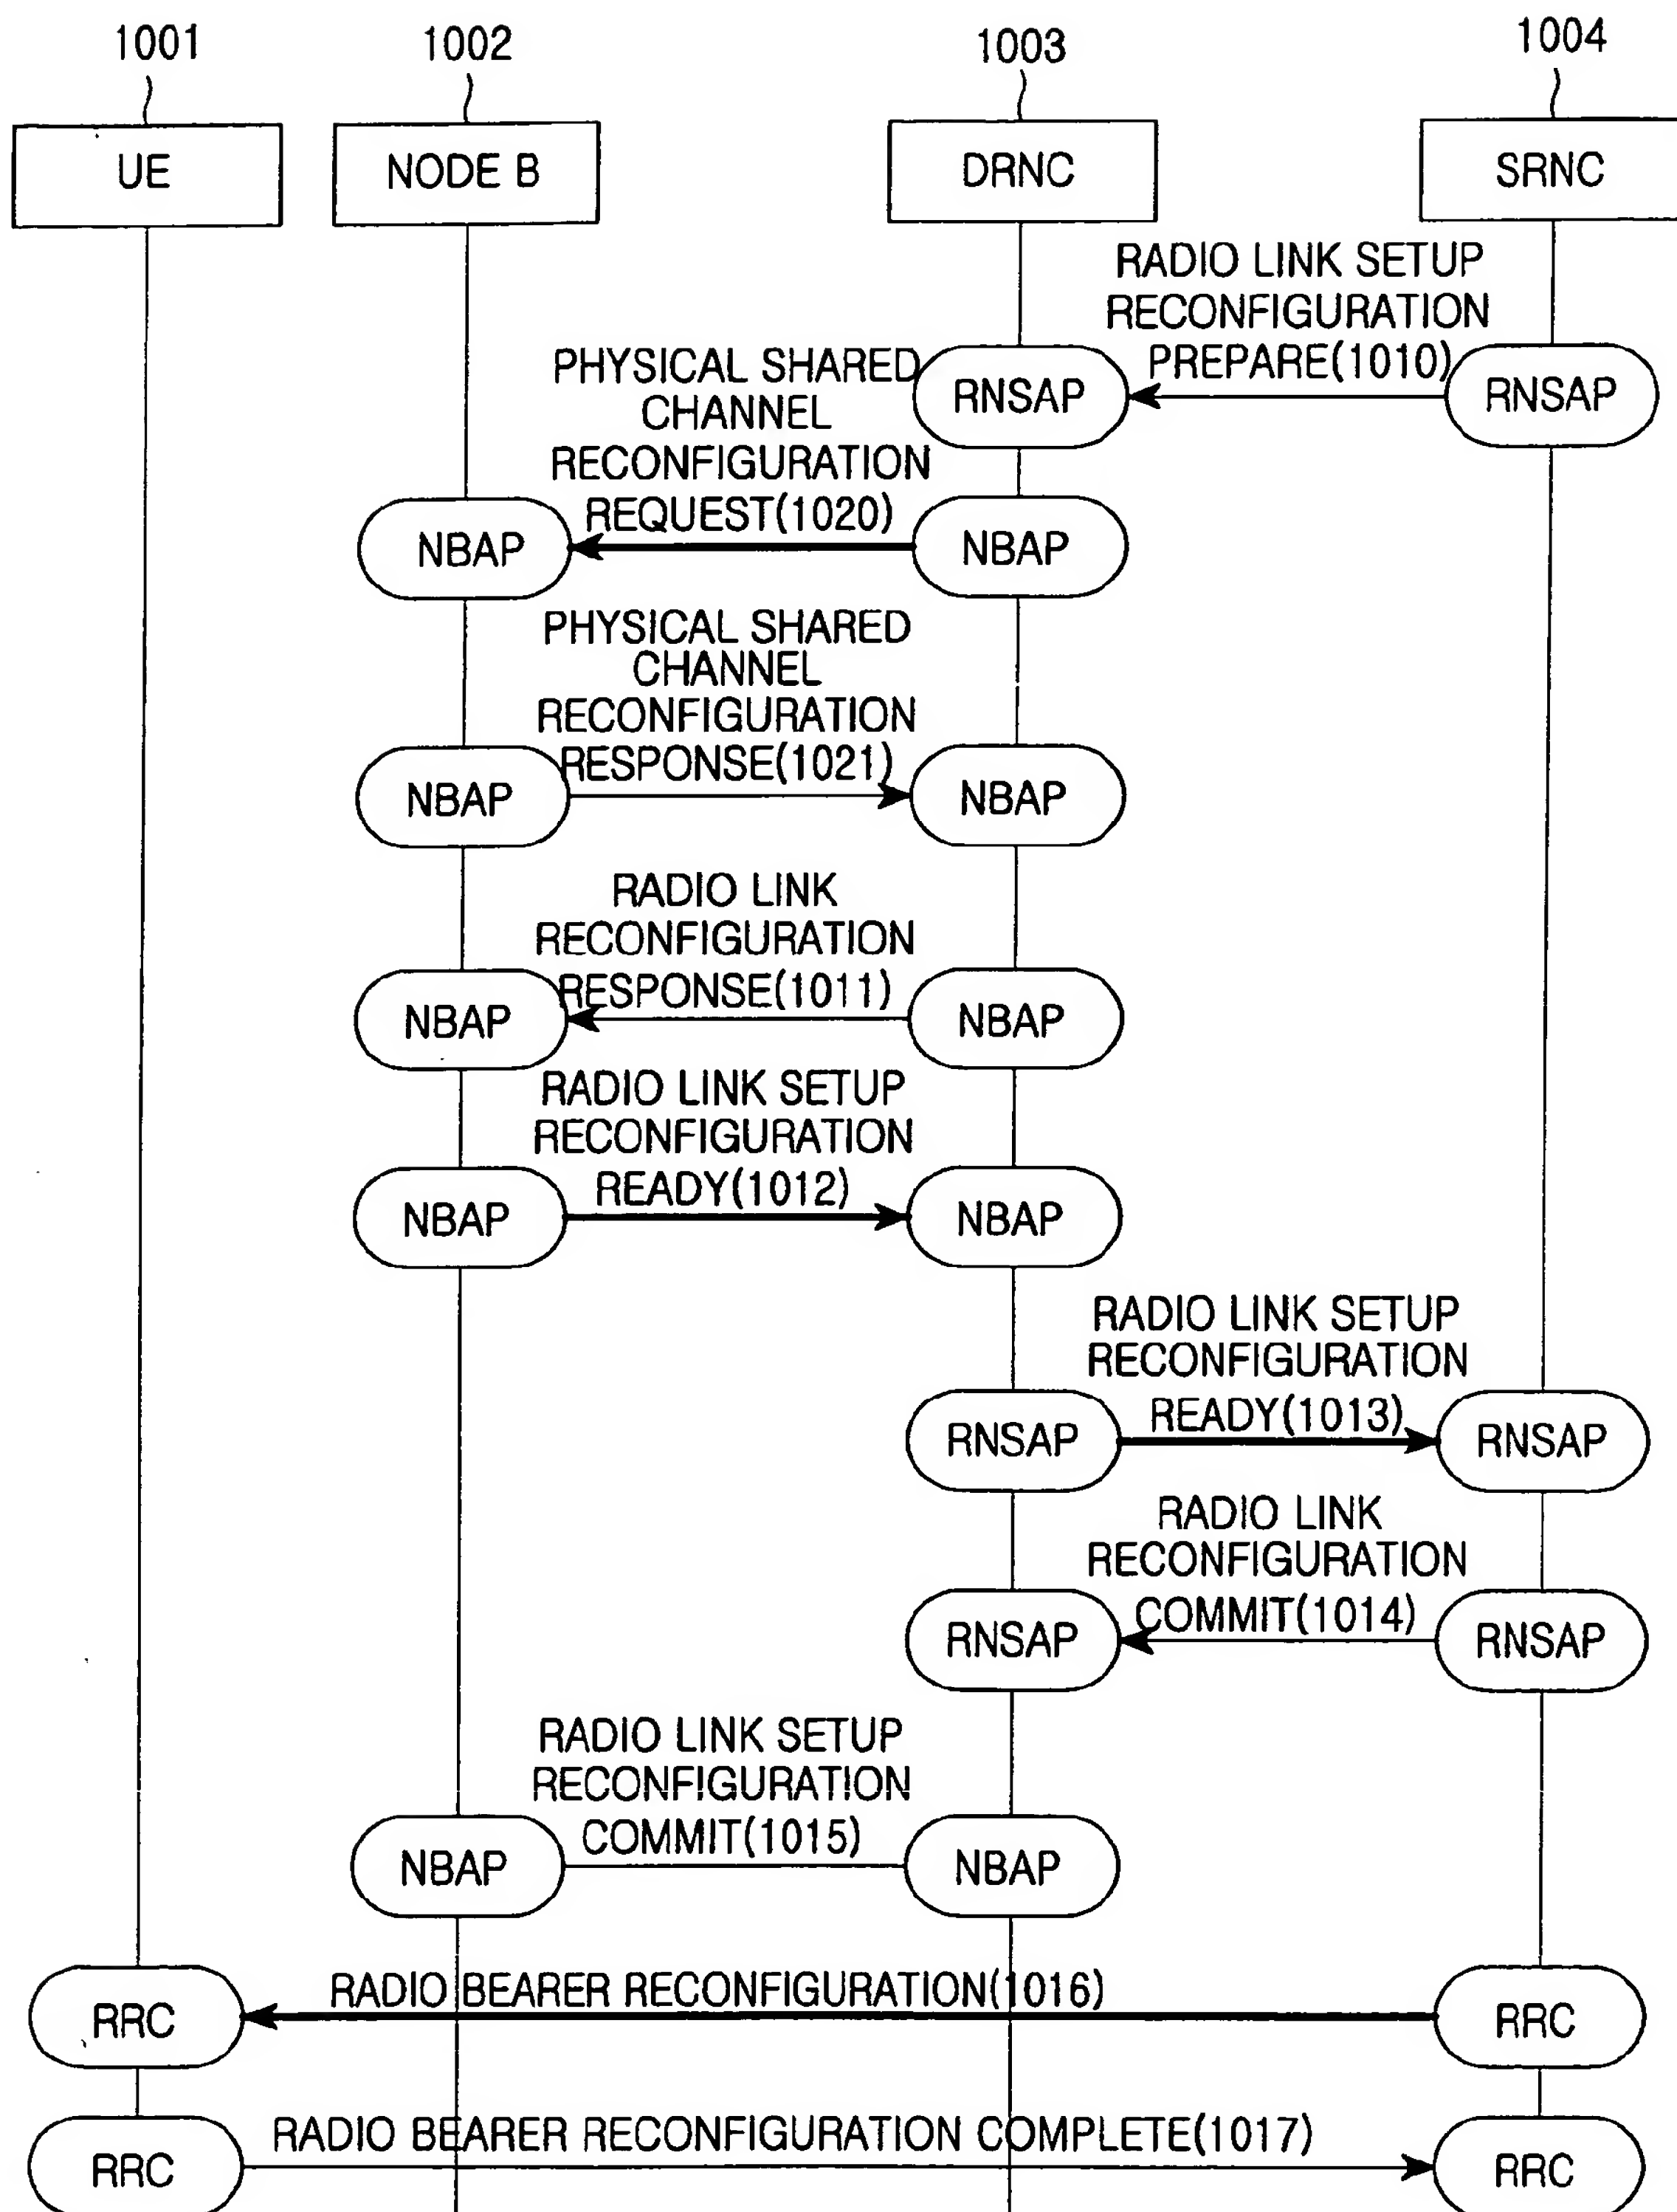 1001
1002
1003
1004
UE
NODE B
DRNC
SRNC
RADIO LINK SETUP
RECONFIGURATION
PREPARE(1010)
RNSAP
RNSAP
PHYSICAL SHARED
CHANNEL
RECONFIGURATION
REQUEST(1020)
NBAP
NBAP
PHYSICAL SHARED
CHANNEL
RECONFIGURATION
RESPONSE(1021)
NBAP
NBAP
RADIO LINK
RECONFIGURATION
RESPONSE(1011)
NBAP
NBAP
RADIO LINK SETUP
RECONFIGURATION
READY(1012)
NBAP
NBAP
RADIO LINK SETUP
RECONFIGURATION
READY(1013)
RNSAP
RNSAP
RADIO LINK
RECONFIGURATION
COMMIT(1014)
RNSAP
RNSAP
RADIO LINK SETUP
RECONFIGURATION
COMMIT(1015)
NBAP
NBAP
RADIO BEARER RECONFIGURATION(1016)
RRC
RRC
RADIO BEARER RECONFIGURATION COMPLETE(1017)
RRC
RRC